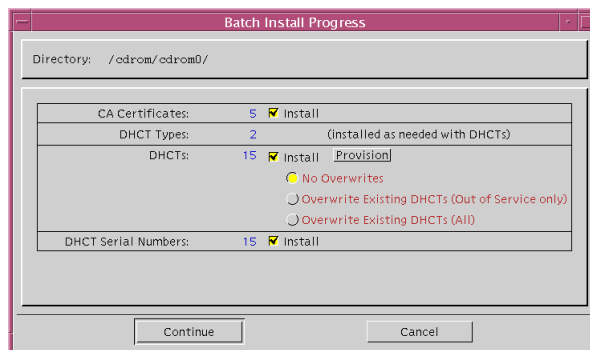 Batch Install Progress
Directory: /cdrom/cdrom0/
CA Certificates: 5 Install
DHCT Types: 2 (installed as needed with DHCTs)
DHCTs: 15 Install Provision
No Overwrites
Overwrite Existing DHCTs (Out of Service only)
Overwrite Existing DHCTs (All)
DHCT Serial Numbers: 15 Install
Continue Cancel